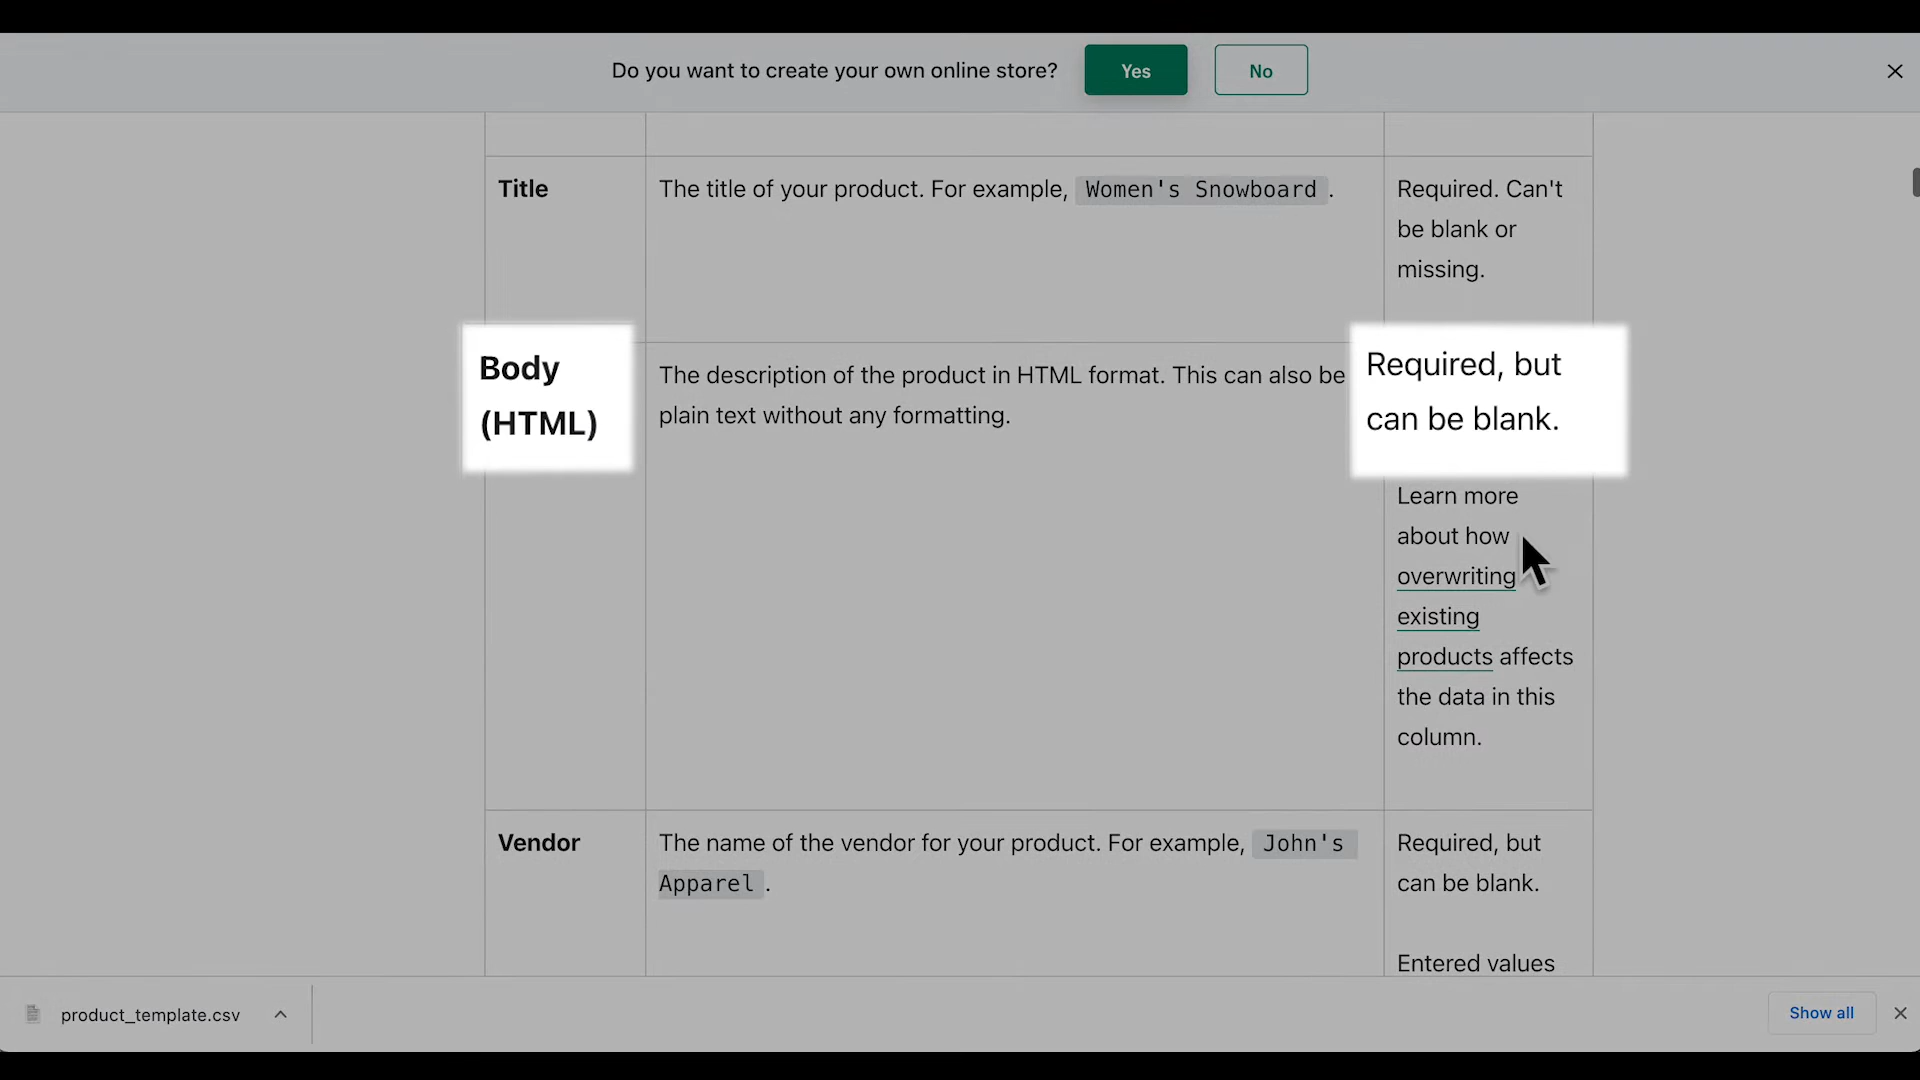 Do you want to create your own online store? Yes No
Title
The title of your product. For example, Women's Snowboard .
Required. Can't
be blank or
missing.
Body
(HTML)
The description of the product in HTML format. This can also be
plain text without any formatting.
Required, but
can be blank.
Learn more
about how
overwriting
existing
products affects
the data in this
column.
Vendor
The name of the vendor for your product. For example, John's
Apparel .
Required, but
can be blank.
Entered values
product_template.csv
Show all